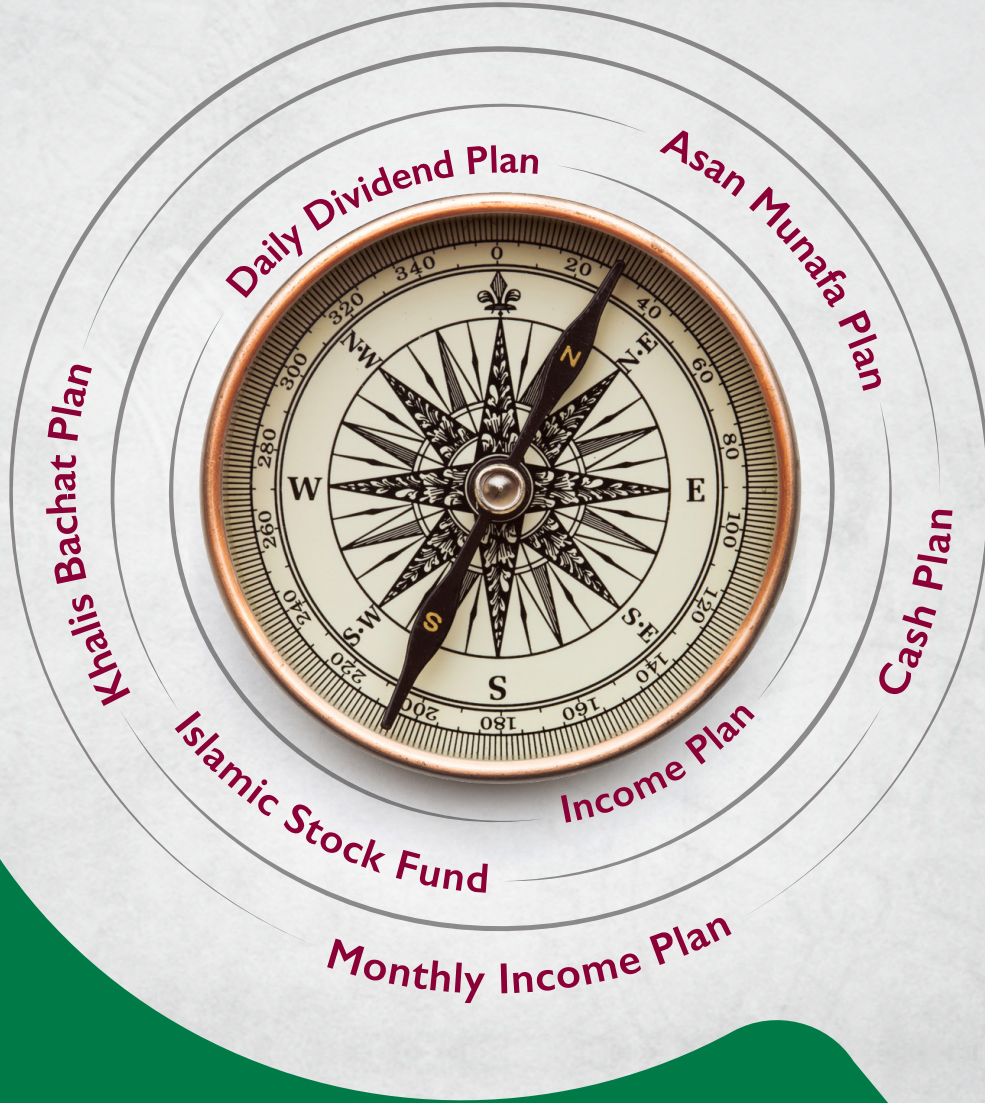 Daily Dividend Plan
Asan Munafa Plan
Khalis Bachat Plan
Cash Plan
Islamic Stock Fund
Income Plan
Monthly Income Plan
0
20
40
60
80
100
120
140
160
180
200
220
240
260
280
300
320
340
N·W
N·E
W
E
S·W
S·E
S
N
S